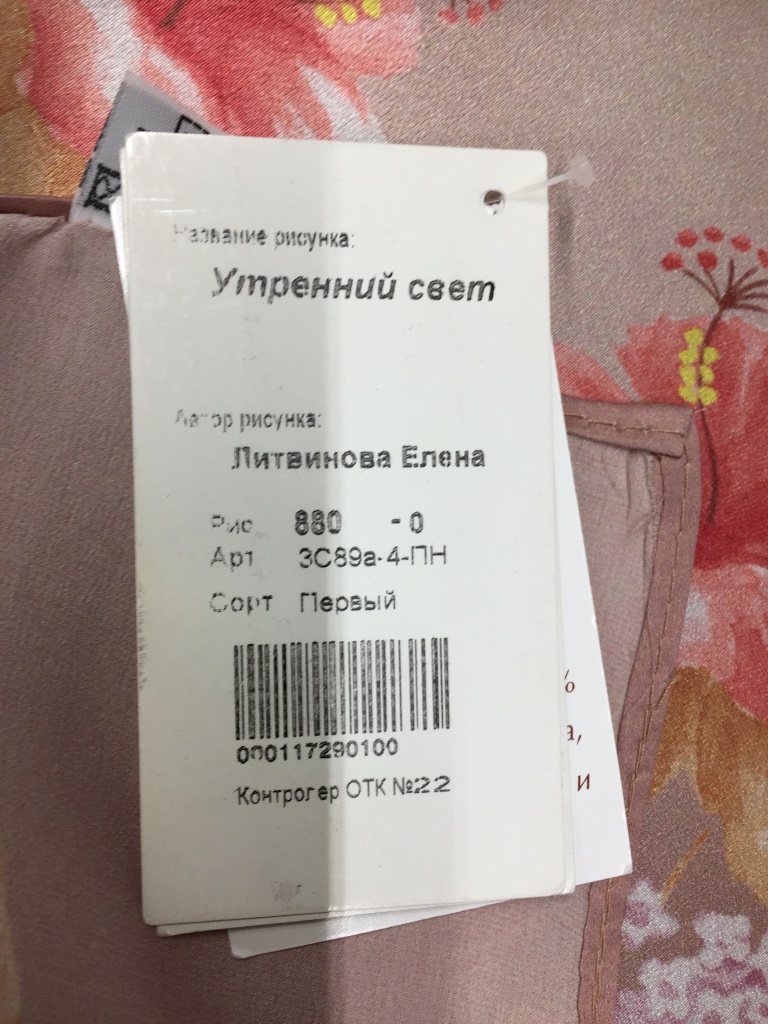 Название рисунка:
Утренний свет
Автор рисунка:
Литвинова Елена
Рис 880 - 0
Арт ЗС89а-4-ПН
Сорт Первый
000117290100
Контролер ОТК №22
%
а,
и